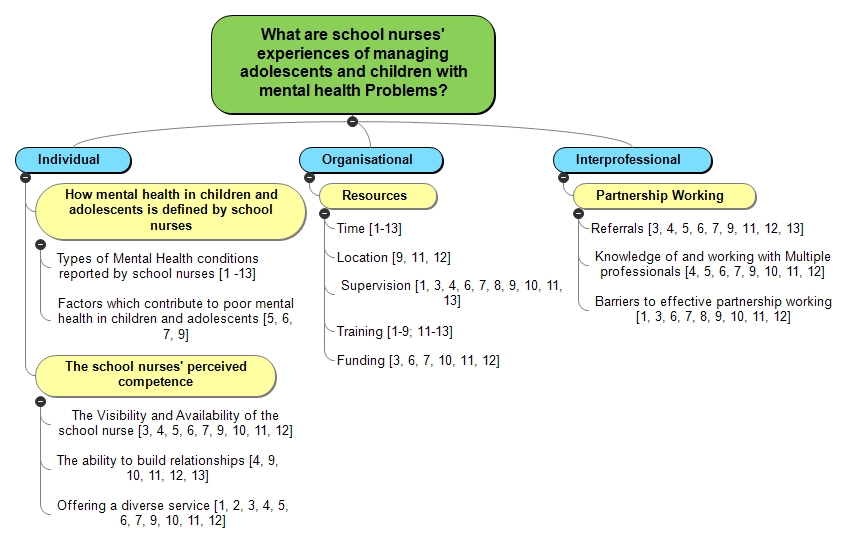 What are school nurses'
experiences of managing
adolescents and children with
mental health Problems?
Individual
How mental health in children and
adolescents is defined by school
nurses
Types of Mental Health conditions
reported by school nurses [1 -13]
Factors which contribute to poor mental
health in children and adolescents [5, 6,
7, 9]
The school nurses' perceived
competence
The Visibility and Availability of the
school nurse [3, 4, 5, 6, 7, 9, 10, 11, 12]
The ability to build relationships [4, 9,
10, 11, 12, 13]
Offering a diverse service [1, 2, 3, 4, 5,
6, 7, 9, 10, 11, 12]
Organisational
Resources
Time [1-13]
Location [9, 11, 12]
Supervision [1, 3, 4, 6, 7, 8, 9, 10, 11,
13]
Training [1-9; 11-13]
Funding [3, 6, 7, 10, 11, 12]
Interprofessional
Partnership Working
Referrals [3, 4, 5, 6, 7, 9, 11, 12, 13]
Knowledge of and working with Multiple
professionals [4, 5, 6, 7, 9, 10, 11, 12]
Barriers to effective partnership working
[1, 3, 6, 7, 8, 9, 10, 11, 12]